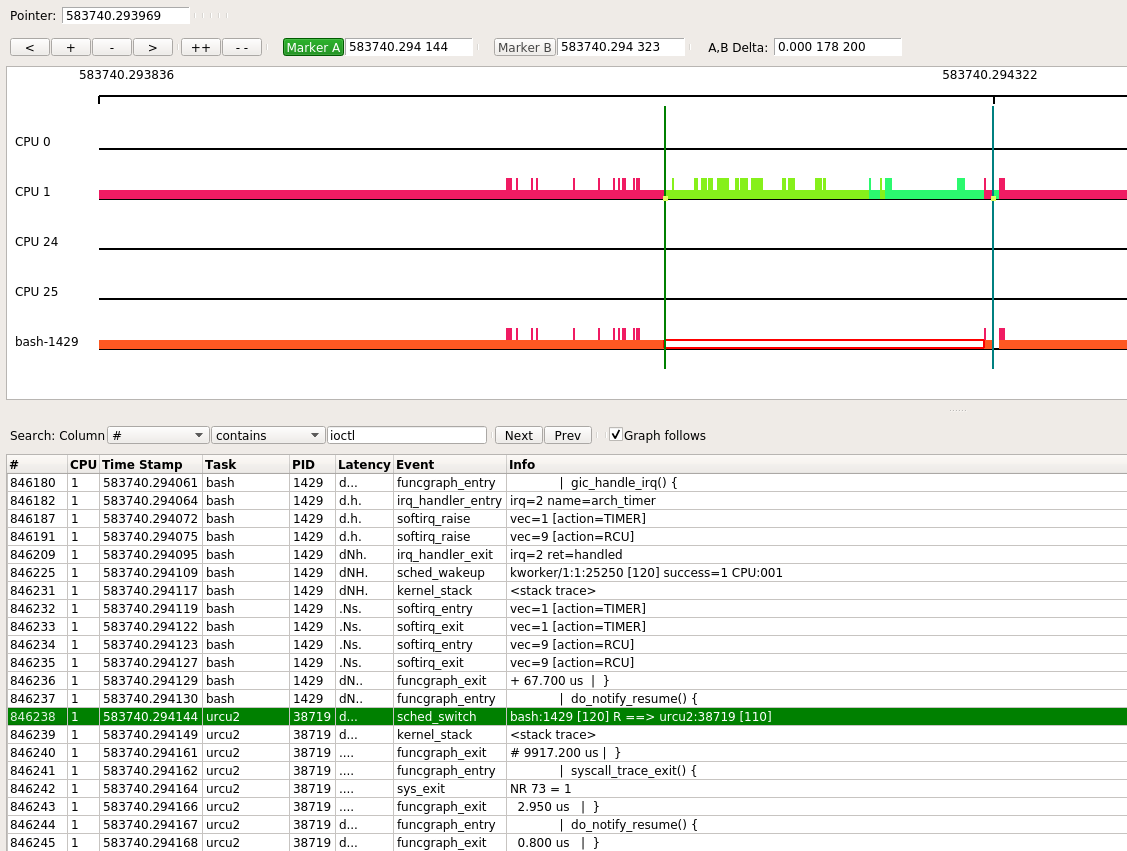 Pointer: 583740.293969
< + - > ++ - - Marker A 583740.294 144 Marker B 583740.294 323 A,B Delta: 0.000 178 200
583740.293836 583740.294322
CPU 0
CPU 1
CPU 24
CPU 25
bash-1429
Search: Column # contains ioctl Next Prev Graph follows
# CPU Time Stamp Task PID Latency Event Info
846180 1 583740.294061 bash 1429 d... funcgraph_entry | gic_handle_irq() {
846182 1 583740.294064 bash 1429 d.h. irq_handler_entry irq=2 name=arch_timer
846187 1 583740.294072 bash 1429 d.h. softirq_raise vec=1 [action=TIMER]
846191 1 583740.294075 bash 1429 d.h. softirq_raise vec=9 [action=RCU]
846209 1 583740.294095 bash 1429 dNh. irq_handler_exit irq=2 ret=handled
846225 1 583740.294109 bash 1429 dNH. sched_wakeup kworker/1:1:25250 [120] success=1 CPU:001
846231 1 583740.294117 bash 1429 dNH. kernel_stack <stack trace>
846232 1 583740.294119 bash 1429 .Ns. softirq_entry vec=1 [action=TIMER]
846233 1 583740.294122 bash 1429 .Ns. softirq_exit vec=1 [action=TIMER]
846234 1 583740.294123 bash 1429 .Ns. softirq_entry vec=9 [action=RCU]
846235 1 583740.294127 bash 1429 .Ns. softirq_exit vec=9 [action=RCU]
846236 1 583740.294129 bash 1429 dN.. funcgraph_exit + 67.700 us | }
846237 1 583740.294130 bash 1429 dN.. funcgraph_entry | do_notify_resume() {
846238 1 583740.294144 urcu2 38719 d... sched_switch bash:1429 [120] R ==> urcu2:38719 [110]
846239 1 583740.294149 urcu2 38719 d... kernel_stack <stack trace>
846240 1 583740.294161 urcu2 38719 .... funcgraph_exit # 9917.200 us | }
846241 1 583740.294162 urcu2 38719 .... funcgraph_entry | syscall_trace_exit() {
846242 1 583740.294164 urcu2 38719 .... sys_exit NR 73 = 1
846243 1 583740.294166 urcu2 38719 .... funcgraph_exit 2.950 us | }
846244 1 583740.294167 urcu2 38719 d... funcgraph_entry | do_notify_resume() {
846245 1 583740.294168 urcu2 38719 d... funcgraph_exit 0.800 us | }